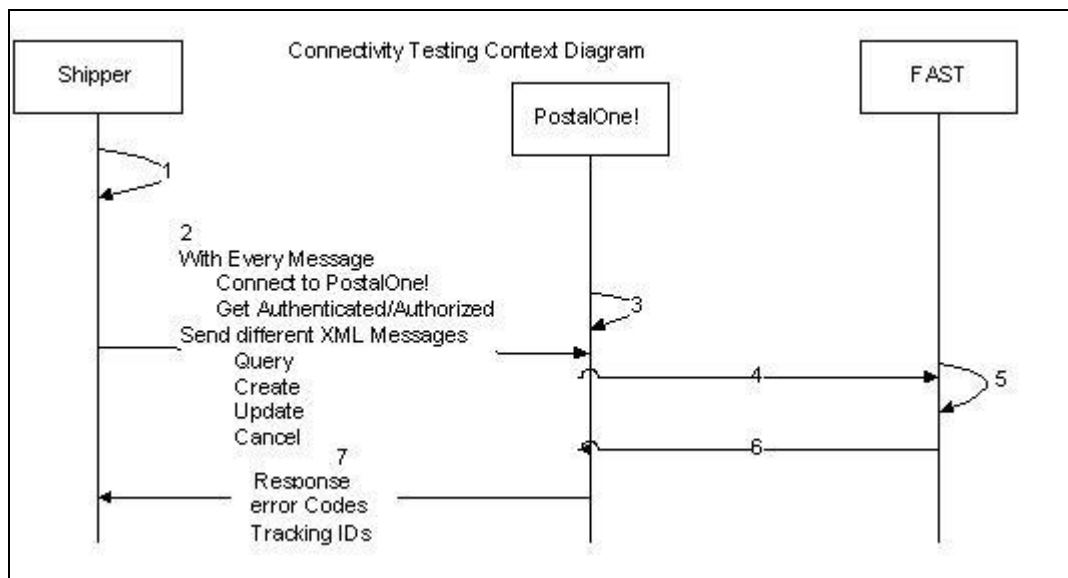 Connectivity Testing Context Diagram
Shipper
PostalOne!
FAST
1
2
With Every Message
Connect to PostalOne!
Get Authenticated/Authorized
3
Send different XML Messages
Query
Create
Update
Cancel
4
5
6
7
Response
error Codes
Tracking IDs